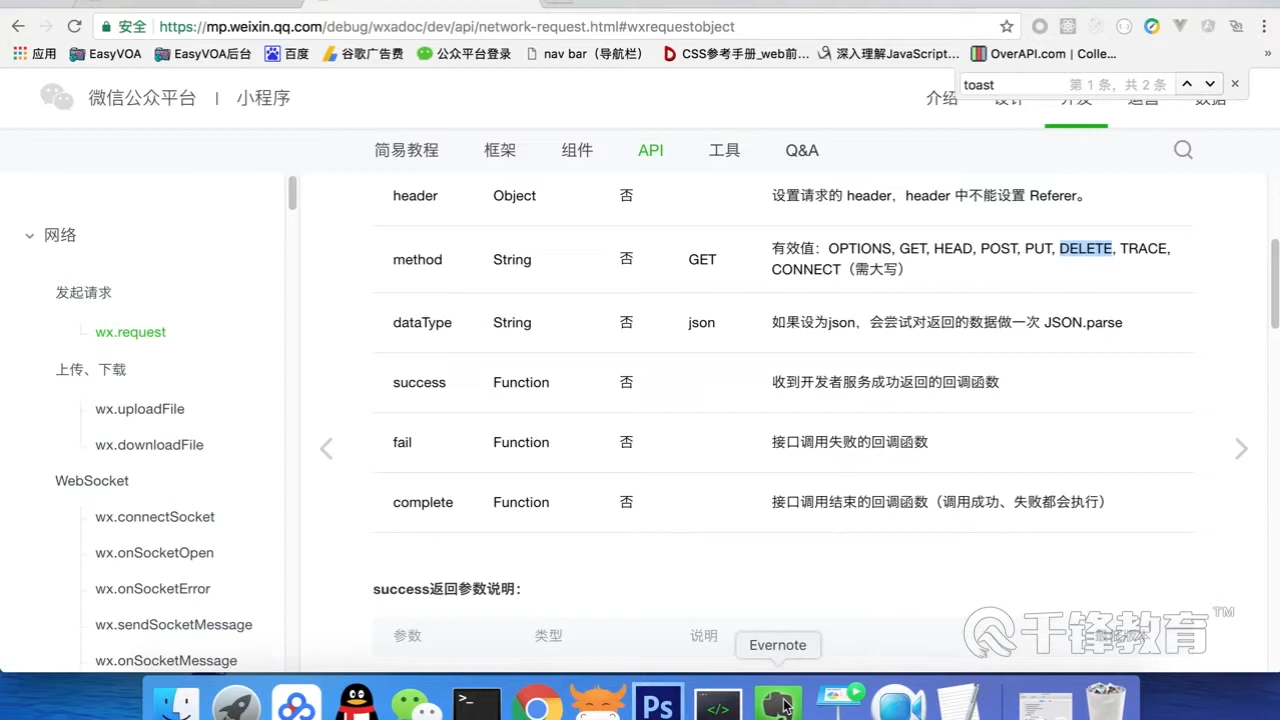 安全 https://mp.weixin.qq.com/debug/wxadoc/dev/api/network-request.html#wxrequestobject
应用 EasyVOA EasyVOA后台 百度 谷歌广告费 公众平台登录 nav bar（导航栏） CSS参考手册_web前... 深入理解JavaScript... OverAPI.com | Colle... »
toast 第 1 条，共 2 条
微信公众平台 | 小程序 介绍 设计 开发 运营 数据
简易教程 框架 组件 API 工具 Q&A
网络
发起请求
wx.request
上传、下载
wx.uploadFile
wx.downloadFile
WebSocket
wx.connectSocket
wx.onSocketOpen
wx.onSocketError
wx.sendSocketMessage
wx.onSocketMessage
header Object 否 设置请求的 header，header 中不能设置 Referer。
method String 否 GET 有效值：OPTIONS, GET, HEAD, POST, PUT, DELETE, TRACE,
CONNECT（需大写）
dataType String 否 json 如果设为json，会尝试对返回的数据做一次 JSON.parse
success Function 否 收到开发者服务成功返回的回调函数
fail Function 否 接口调用失败的回调函数
complete Function 否 接口调用结束的回调函数（调用成功、失败都会执行）
success返回参数说明：
参数 类型 说明
千锋教育 TM
Evernote
Ps